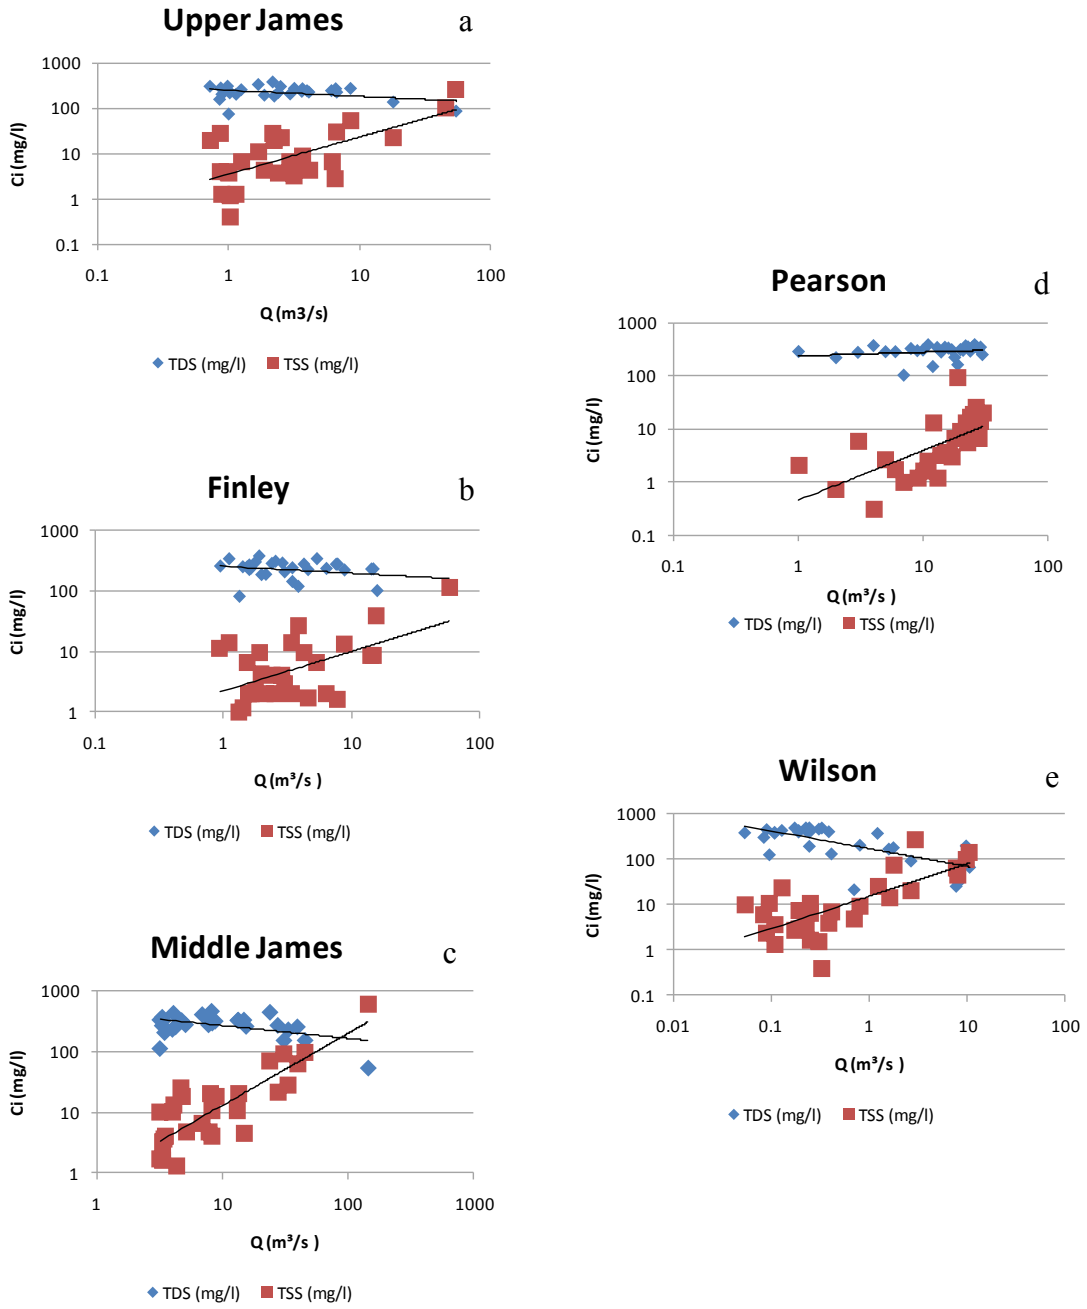 Upper James a
1000
100
10
1
0.1
0.1 1 10 100
Ci (mg/l)
Q (m3/s)
TDS (mg/l) TSS (mg/l)
Finley b
1000
100
10
1
0.1 1 10 100
Ci (mg/l)
Q (m³/s )
TDS (mg/l) TSS (mg/l)
Middle James c
1000
100
10
1
1 10 100 1000
Ci (mg/l)
Q (m³/s )
TDS (mg/l) TSS (mg/l)
Pearson d
1000
100
10
1
0.1
0.1 1 10 100
Ci (mg/l)
Q (m³/s )
TDS (mg/l) TSS (mg/l)
Wilson e
1000
100
10
1
0.1
0.01 0.1 1 10 100
Ci (mg/l)
Q (m³/s )
TDS (mg/l) TSS (mg/l)